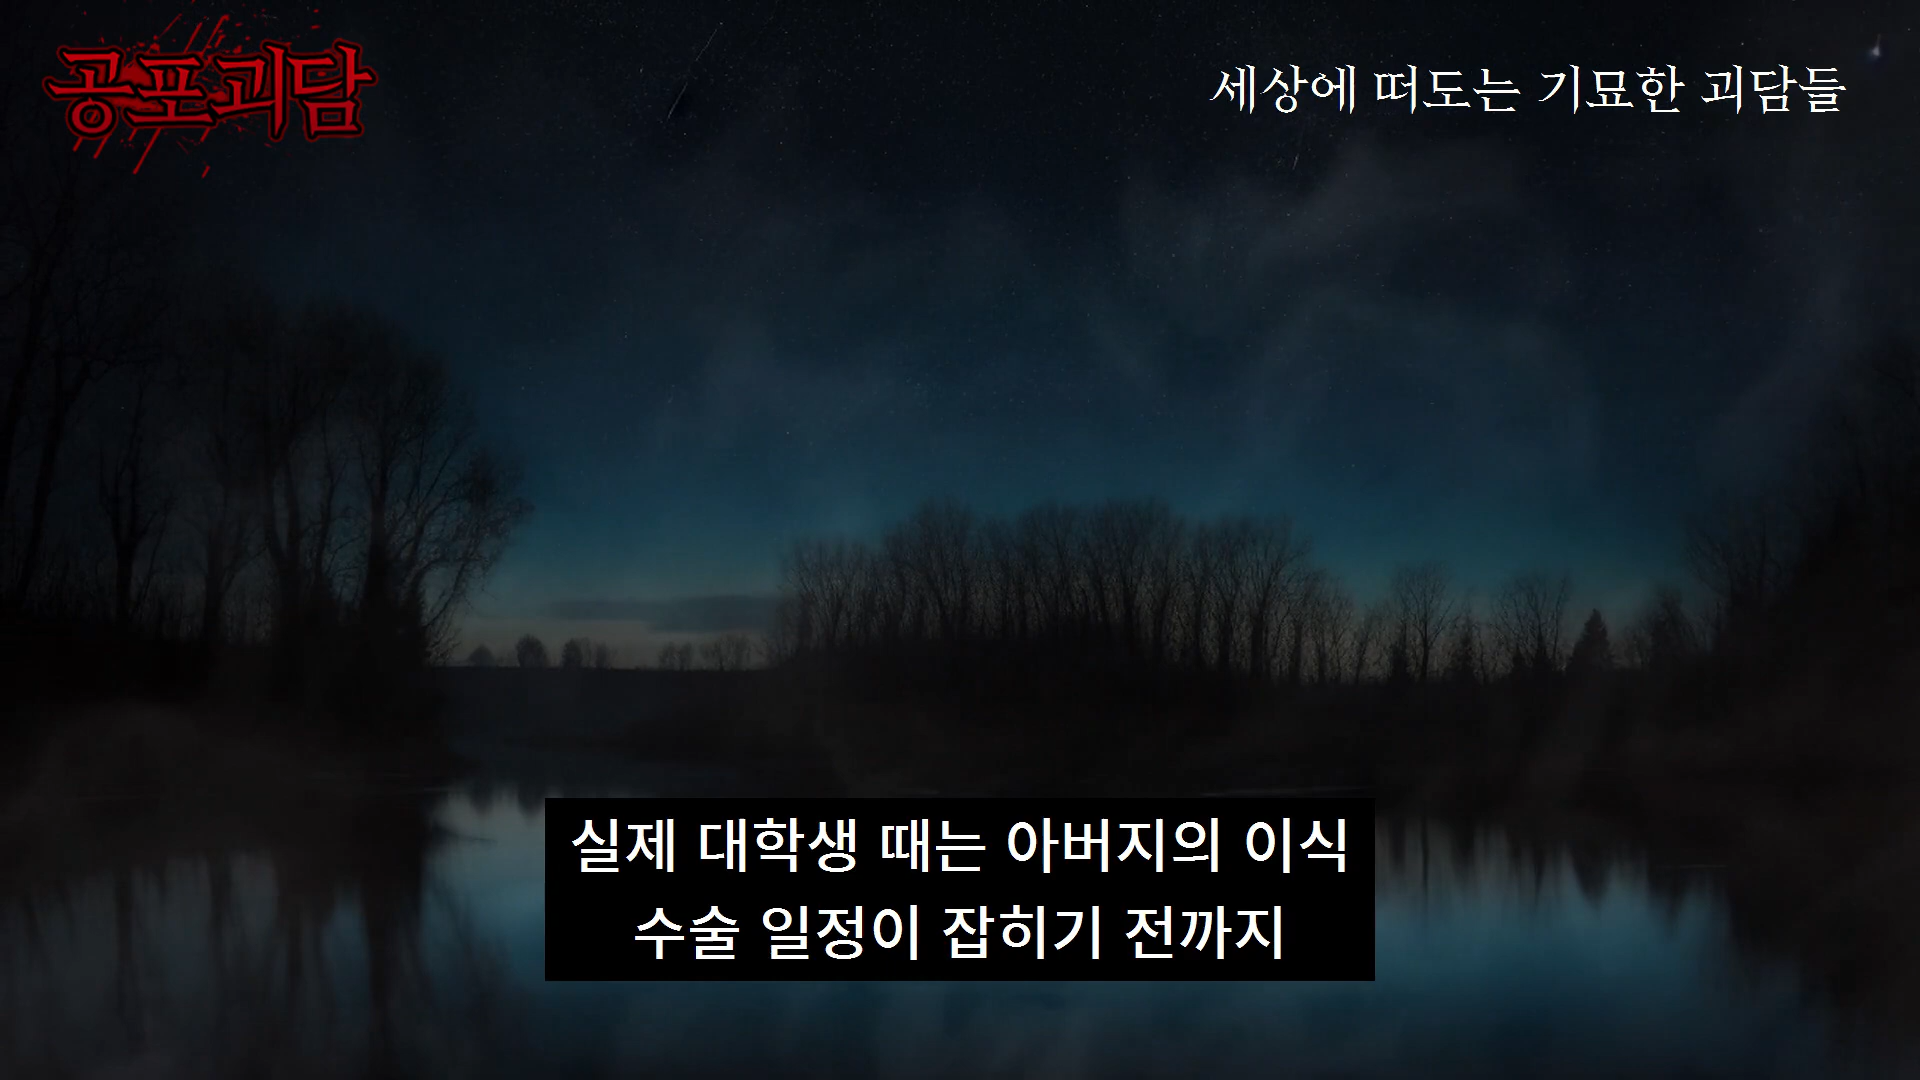 공포괴담
세상에 떠도는 기묘한 괴담들
실제 대학생 때는 아버지의 이식
수술 일정이 잡히기 전까지